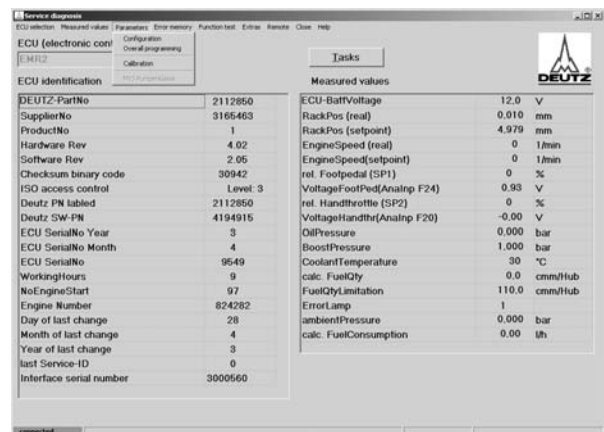 Service diagnosis
ECU selection Measured values Parameters Error memory Function test Extras Remote Close Help
Configuration
Overall programming
Calibration
ECU (electronic cont
EMR2
Tasks
DEUTZ
ECU identification
Measured values
DEUTZ-PartNo 2112850
SupplierNo 3165463
ProductNo 1
Hardware Rev 4.02
Software Rev 2.05
Checksum binary code 30942
ISO access control Level: 3
Deutz PN labled 2112850
Deutz SW-PN 4194915
ECU SerialNo Year 3
ECU SerialNo Month 4
ECU SerialNo 9549
WorkingHours 9
NoEngineStart 97
Engine Number 824282
Day of last change 28
Month of last change 4
Year of last change 3
last Service-ID 0
Interface serial number 3000560
ECU-BattVoltage 12,0 V
RackPos (real) 0,010 mm
RackPos (setpoint) 4,979 mm
EngineSpeed (real) 0 1/min
EngineSpeed(setpoint) 0 1/min
rel. Footpedal (SP1) 0 %
VoltageFootPed(AnaInp F24) 0,93 V
rel. Handthrottle (SP2) 0 %
VoltageHandthr(AnaInp F20) -0,00 V
OilPressure 0,000 bar
BoostPressure 1,000 bar
CoolantTemperature 30 °C
calc. FuelQty 0,0 cmm/Hub
FuelQtyLimitation 110,0 cmm/Hub
ErrorLamp 1
ambientPressure 0,000 bar
calc. FuelConsumption 0.00 l/h
connected